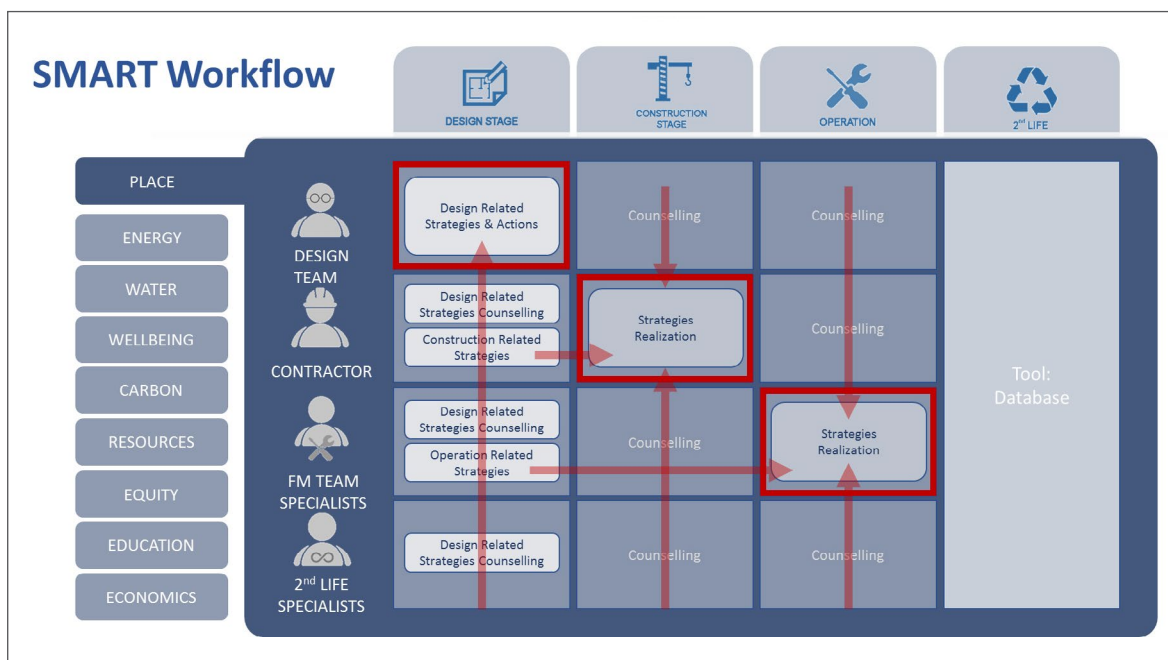 SMART Workflow
DESIGN STAGE
CONSTRUCTION
STAGE
OPERATION
2nd LIFE
PLACE
ENERGY
WATER
WELLBEING
CARBON
RESOURCES
EQUITY
EDUCATION
ECONOMICS
DESIGN
TEAM
Design Related
Strategies & Actions
Counselling
Counselling
CONTRACTOR
Design Related
Strategies Counselling
Construction Related
Strategies
Strategies
Realization
Counselling
FM TEAM
SPECIALISTS
Design Related
Strategies Counselling
Operation Related
Strategies
Counselling
Strategies
Realization
2nd LIFE
SPECIALISTS
Design Related
Strategies Counselling
Counselling
Counselling
Tool:
Database